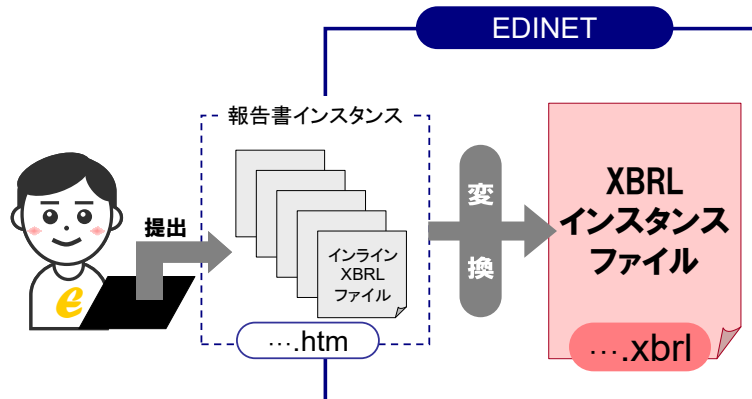 EDINET
報告書インスタンス
提出
e
インライン
XBRL
ファイル
….htm
変
換
XBRL
インスタンス
ファイル
….xbrl